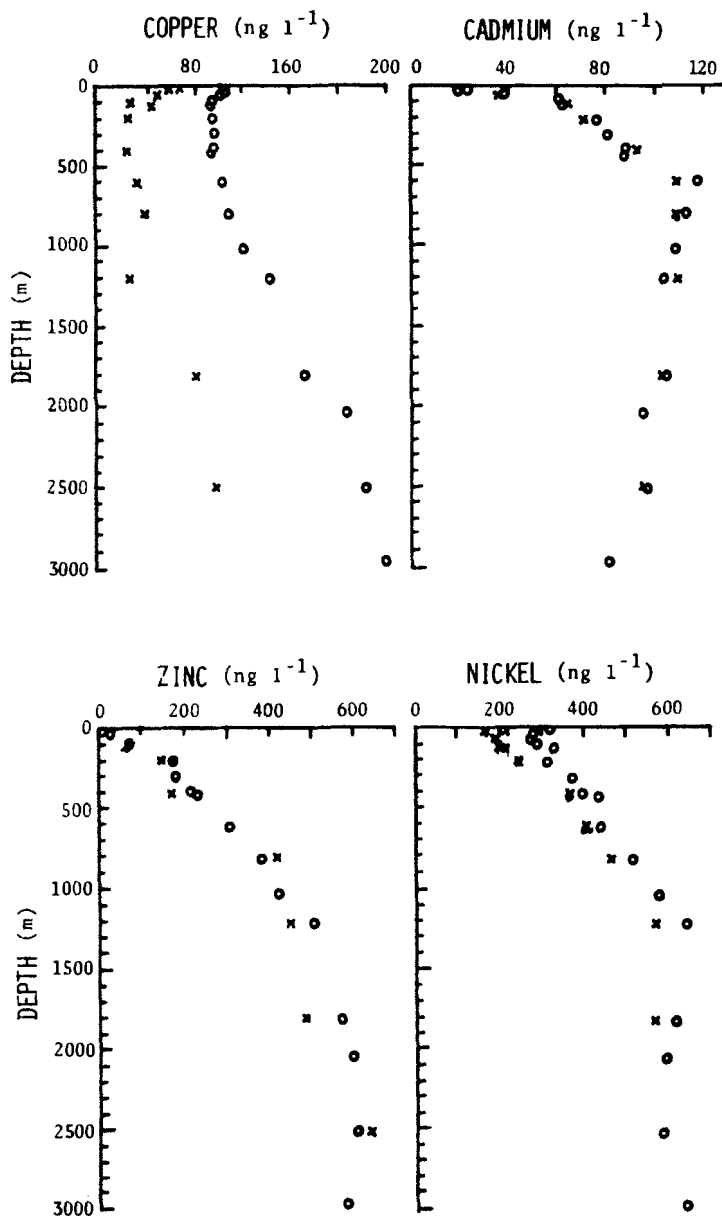 COPPER (ng l⁻¹)
CADMIUM (ng l⁻¹)
0 80 120 160 200
0 40 80 120
0
500
1000
1500
2000
2500
3000
DEPTH (m)
ZINC (ng l⁻¹)
NICKEL (ng l⁻¹)
0 200 400 600
0 200 400 600
0
500
1000
1500
2000
2500
3000
DEPTH (m)